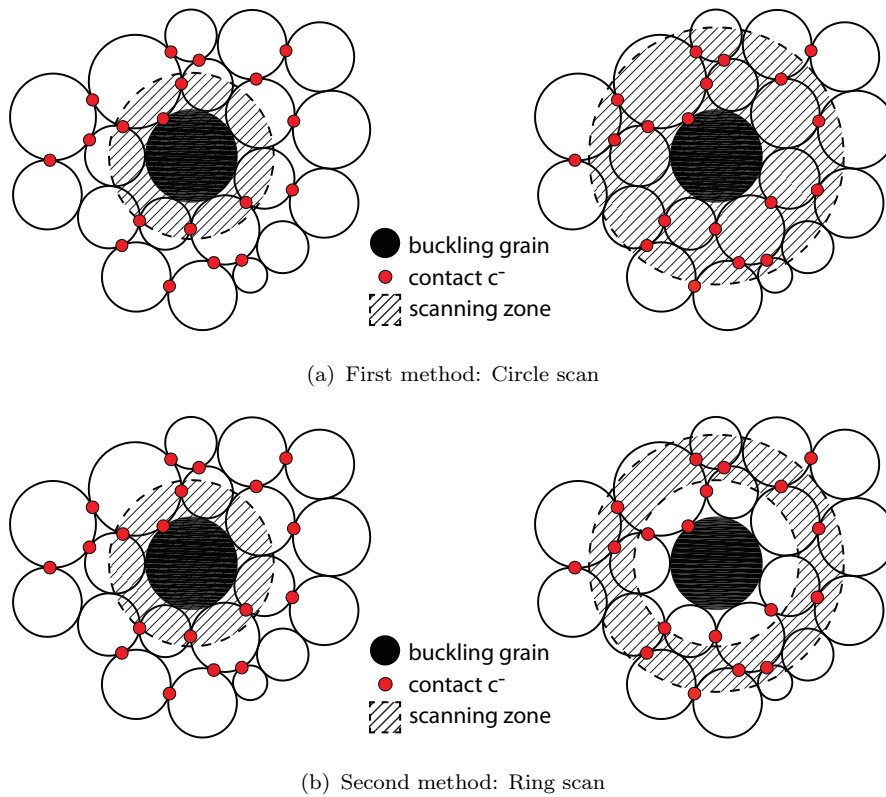 buckling grain
contact c⁻
scanning zone
(a) First method: Circle scan
buckling grain
contact c⁻
scanning zone
(b) Second method: Ring scan